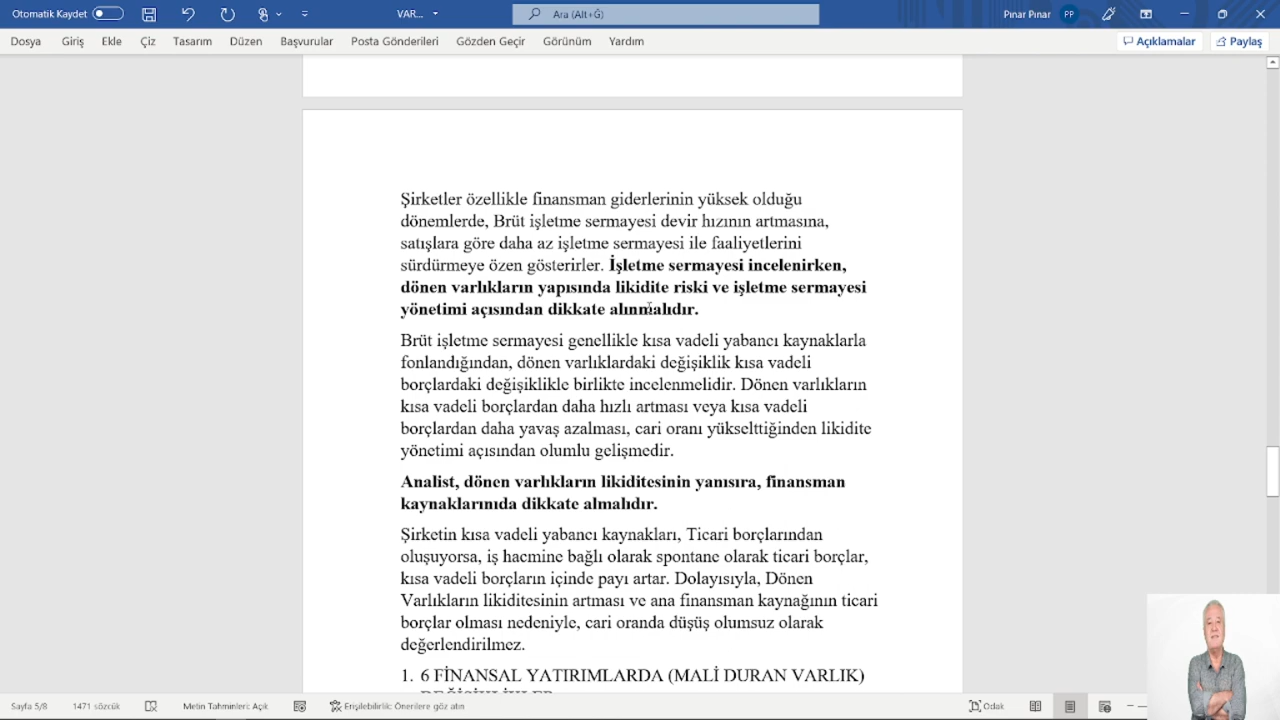 Otomatik Kaydet
VAR...
Ara (Alt+Ğ)
Pınar Pınar
PP
Dosya Giriş Ekle Çiz Tasarım Düzen Başvurular Posta Gönderileri Gözden Geçir Görünüm Yardım
Açıklamalar
Paylaş
Şirketler özellikle finansman giderlerinin yüksek olduğu
dönemlerde, Brüt işletme sermayesi devir hızının artmasına,
satışlara göre daha az işletme sermayesi ile faaliyetlerini
sürdürmeye özen gösterirler. İşletme sermayesi incelenirken,
dönen varlıkların yapısında likidite riski ve işletme sermayesi
yönetimi açısından dikkate alınmalıdır.
Brüt işletme sermayesi genellikle kısa vadeli yabancı kaynaklarla
fonlandığından, dönen varlıklardaki değişiklik kısa vadeli
borçlardaki değişiklikle birlikte incelenmelidir. Dönen varlıkların
kısa vadeli borçlardan daha hızlı artması veya kısa vadeli
borçlardan daha yavaş azalması, cari oranı yükselttiğinden likidite
yönetimi açısından olumlu gelişmedir.
Analist, dönen varlıkların likiditesinin yanısıra, finansman
kaynaklarınıda dikkate almalıdır.
Şirketin kısa vadeli yabancı kaynakları, Ticari borçlarından
oluşuyorsa, iş hacmine bağlı olarak spontane olarak ticari borçlar,
kısa vadeli borçların içinde payı artar. Dolayısıyla, Dönen
Varlıkların likiditesinin artması ve ana finansman kaynağının ticari
borçlar olması nedeniyle, cari oranda düşüş olumsuz olarak
değerlendirilmez.
1. 6 FİNANSAL YATIRIMLARDA (MALİ DURAN VARLIK)
Sayfa 5/8 1471 sözcük Metin Tahminleri: Açık Erişilebilirlik: Önerilere göz atın Odak